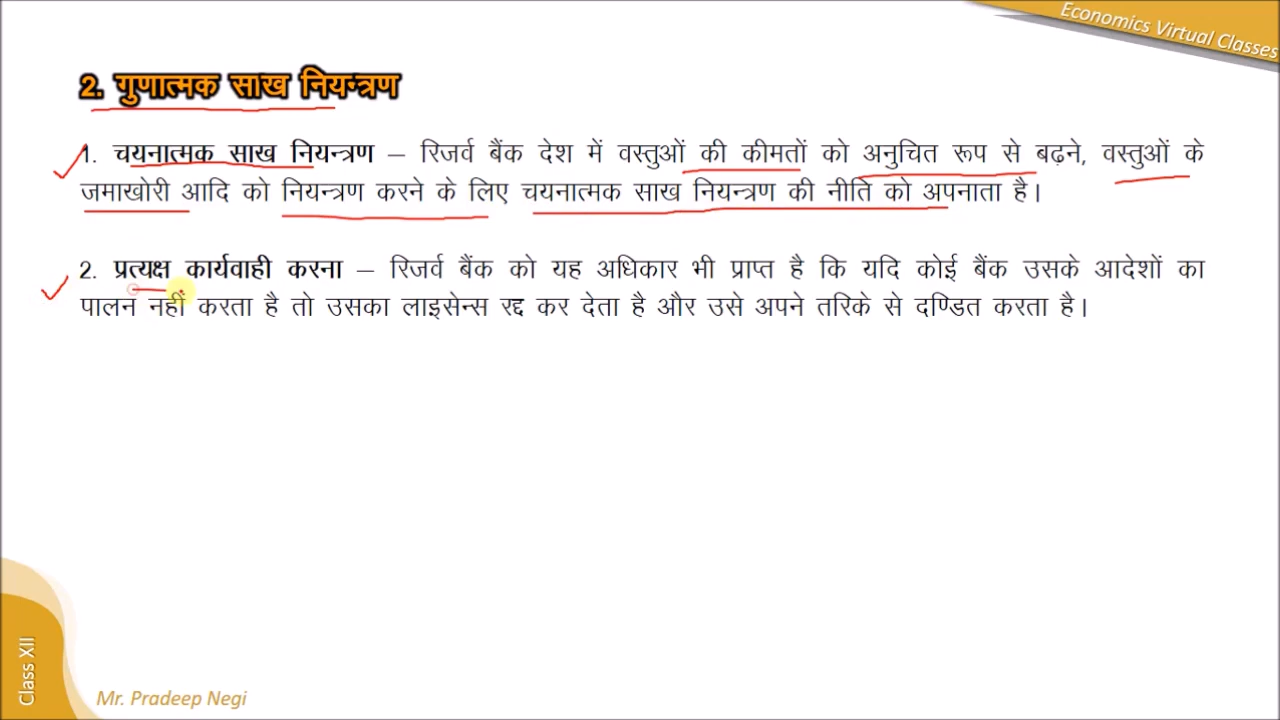 Economics Virtual Classes
2. गुणात्मक साख नियन्त्रण
1. चयनात्मक साख नियन्त्रण – रिजर्व बैंक देश में वस्तुओं की कीमतों को अनुचित रूप से बढ़ने, वस्तुओं के
जमाखोरी आदि को नियन्त्रण करने के लिए चयनात्मक साख नियन्त्रण की नीति को अपनाता है।
2. प्रत्यक्ष कार्यवाही करना – रिजर्व बैंक को यह अधिकार भी प्राप्त है कि यदि कोई बैंक उसके आदेशों का
पालन नहीं करता है तो उसका लाइसेन्स रद्द कर देता है और उसे अपने तरिके से दण्डित करता है।
Class XII
Mr. Pradeep Negi